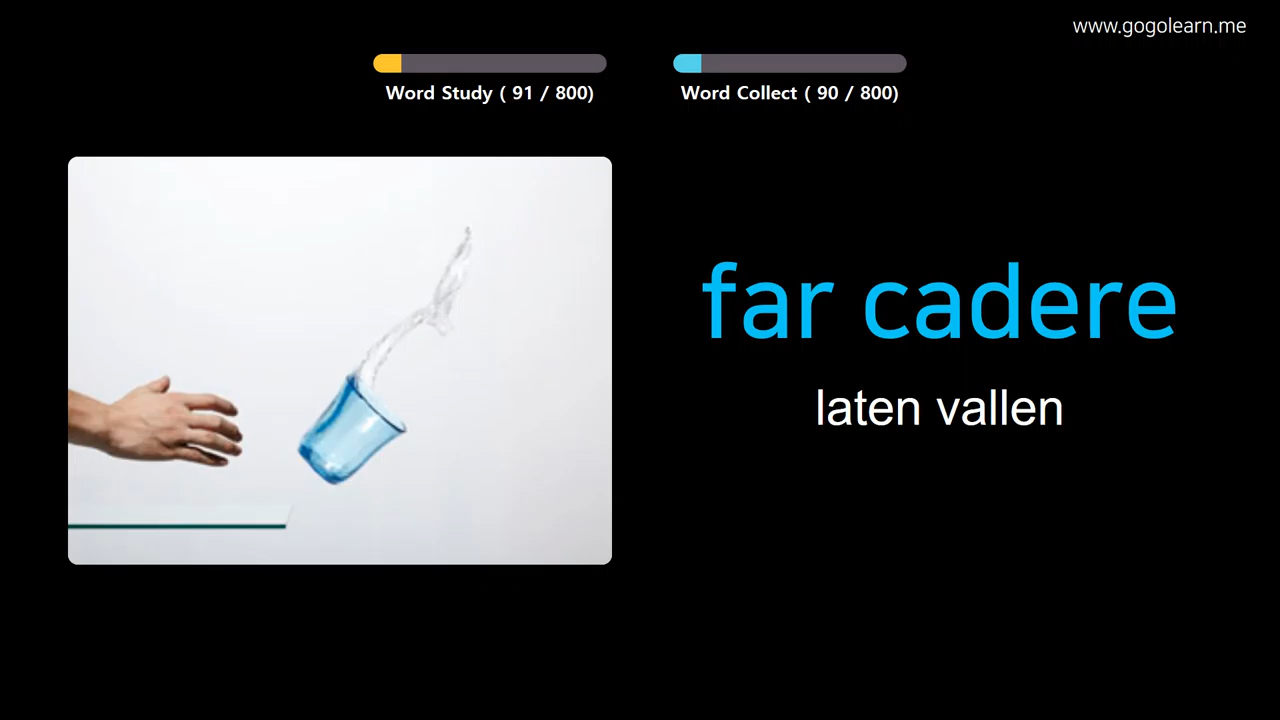 www.gogolearn.me
Word Study ( 91 / 800)
Word Collect ( 90 / 800)
far cadere
laten vallen